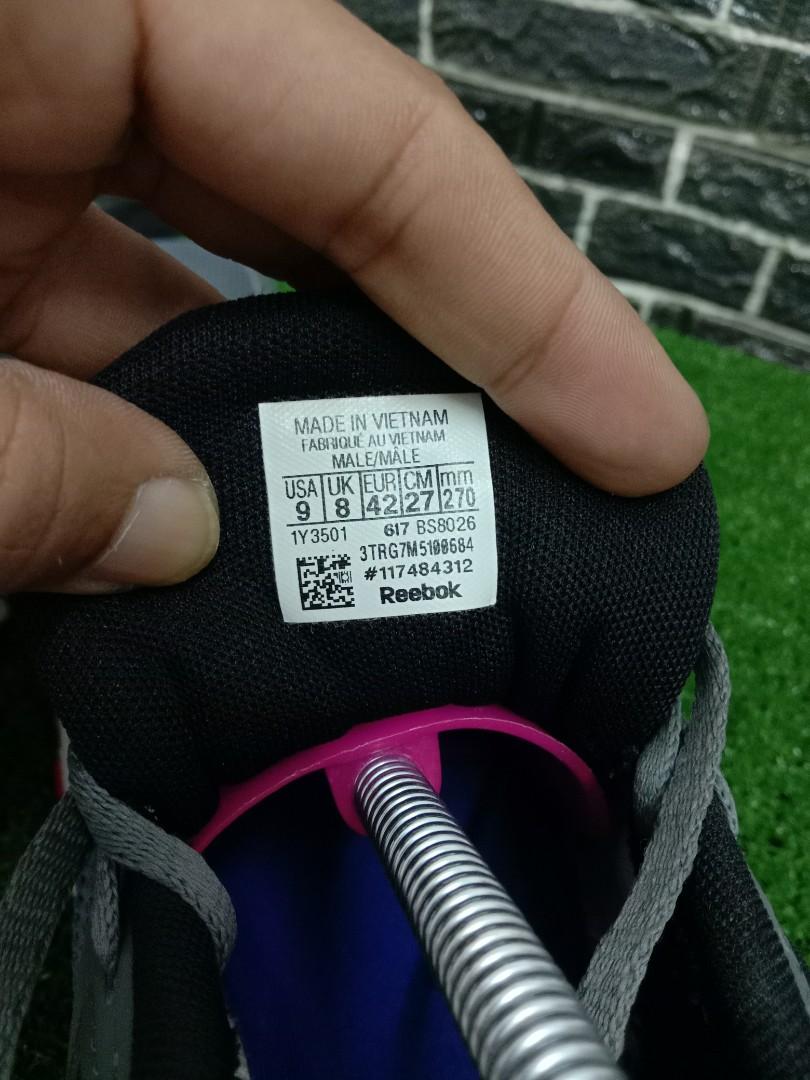 MADE IN VIETNAM
FABRIQUÉ AU VIETNAM
MALE/MÂLE
USA UK EUR CM mm
9 8 42 27 270
1Y3501 617 BS8026
3TRG7M5100684
#117484312
Reebok